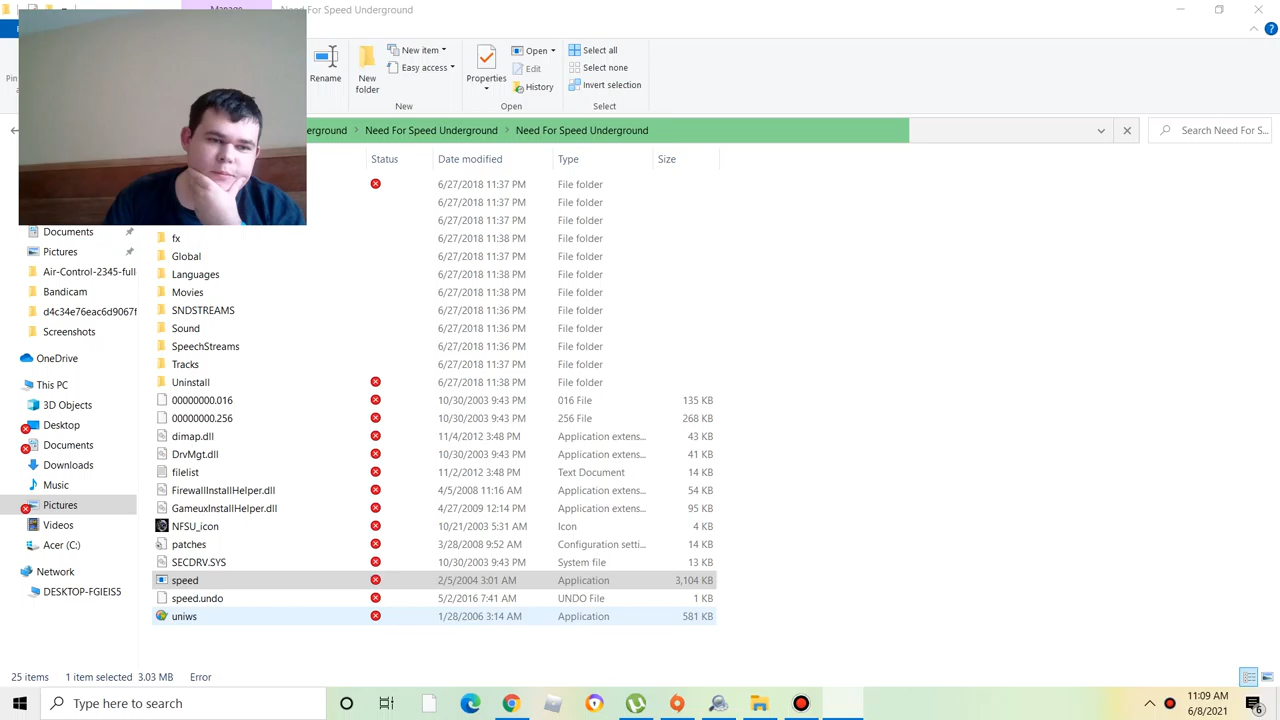 Manage
Need For Speed Underground
Rename
New folder
New item
Easy access
Properties
Open
Edit
History
Select all
Select none
Invert selection
New
Open
Select
erground > Need For Speed Underground > Need For Speed Underground
Search Need For S...
Status Date modified Type Size
6/27/2018 11:37 PM File folder
6/27/2018 11:37 PM File folder
6/27/2018 11:37 PM File folder
fx 6/27/2018 11:38 PM File folder
Global 6/27/2018 11:37 PM File folder
Languages 6/27/2018 11:38 PM File folder
Movies 6/27/2018 11:38 PM File folder
SNDSTREAMS 6/27/2018 11:36 PM File folder
Sound 6/27/2018 11:36 PM File folder
SpeechStreams 6/27/2018 11:36 PM File folder
Tracks 6/27/2018 11:37 PM File folder
Uninstall 6/27/2018 11:38 PM File folder
00000000.016 10/30/2003 9:43 PM 016 File 135 KB
00000000.256 10/30/2003 9:43 PM 256 File 268 KB
dimap.dll 11/4/2012 3:48 PM Application extens... 43 KB
DrvMgt.dll 10/30/2003 9:43 PM Application extens... 41 KB
filelist 11/2/2012 3:48 PM Text Document 14 KB
FirewallInstallHelper.dll 4/5/2008 11:16 AM Application extens... 54 KB
GameuxInstallHelper.dll 4/27/2009 12:14 PM Application extens... 95 KB
NFSU_icon 10/21/2003 5:31 AM Icon 4 KB
patches 3/28/2008 9:52 AM Configuration setti... 14 KB
SECDRV.SYS 10/30/2003 9:43 PM System file 13 KB
speed 2/5/2004 3:01 AM Application 3,104 KB
speed.undo 5/2/2016 7:41 AM UNDO File 1 KB
uniws 1/28/2006 3:14 AM Application 581 KB
Documents
Pictures
Air-Control-2345-full
Bandicam
d4c34e76eac6d9067f
Screenshots
OneDrive
This PC
3D Objects
Desktop
Documents
Downloads
Music
Pictures
Videos
Acer (C:)
Network
DESKTOP-FGIEIS5
25 items 1 item selected 3.03 MB Error
Type here to search
11:09 AM
6/8/2021
6